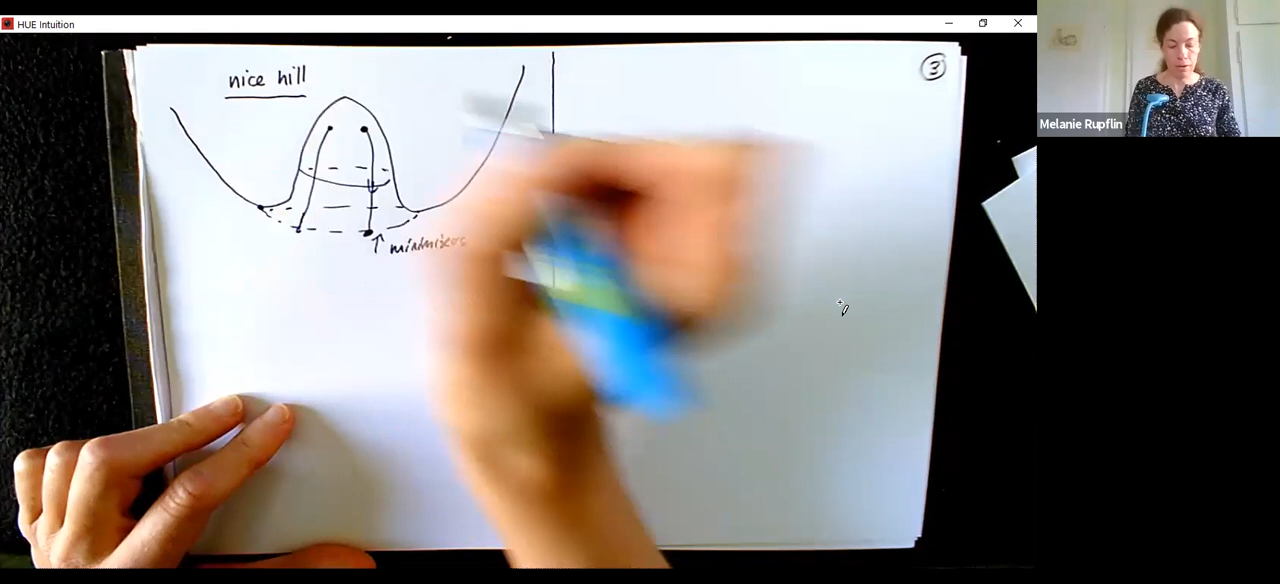 HUE Intuition
nice hill
3
↑ minimisers
Melanie Rupflin